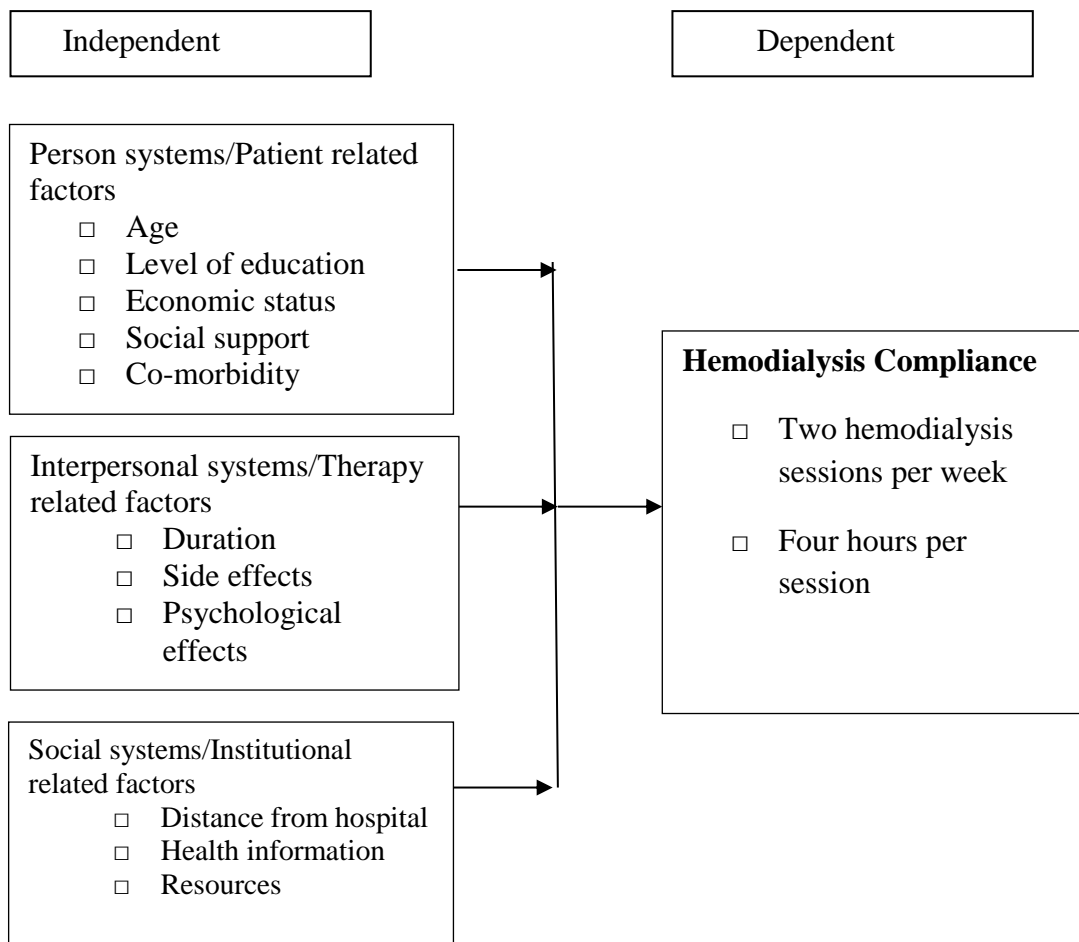 Independent
Dependent
Person systems/Patient related
factors
□ Age
□ Level of education
□ Economic status
□ Social support
□ Co-morbidity
Interpersonal systems/Therapy
related factors
□ Duration
□ Side effects
□ Psychological
effects
Social systems/Institutional
related factors
□ Distance from hospital
□ Health information
□ Resources
Hemodialysis Compliance
□ Two hemodialysis
sessions per week
□ Four hours per
session